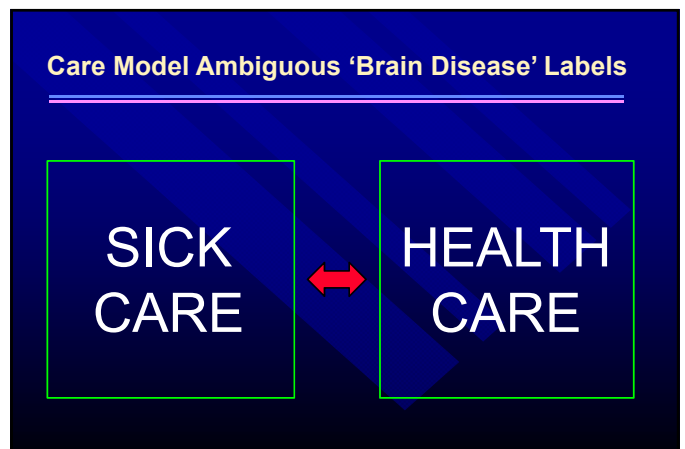 Care Model Ambiguous ‘Brain Disease’ Labels
SICK
CARE
HEALTH
CARE